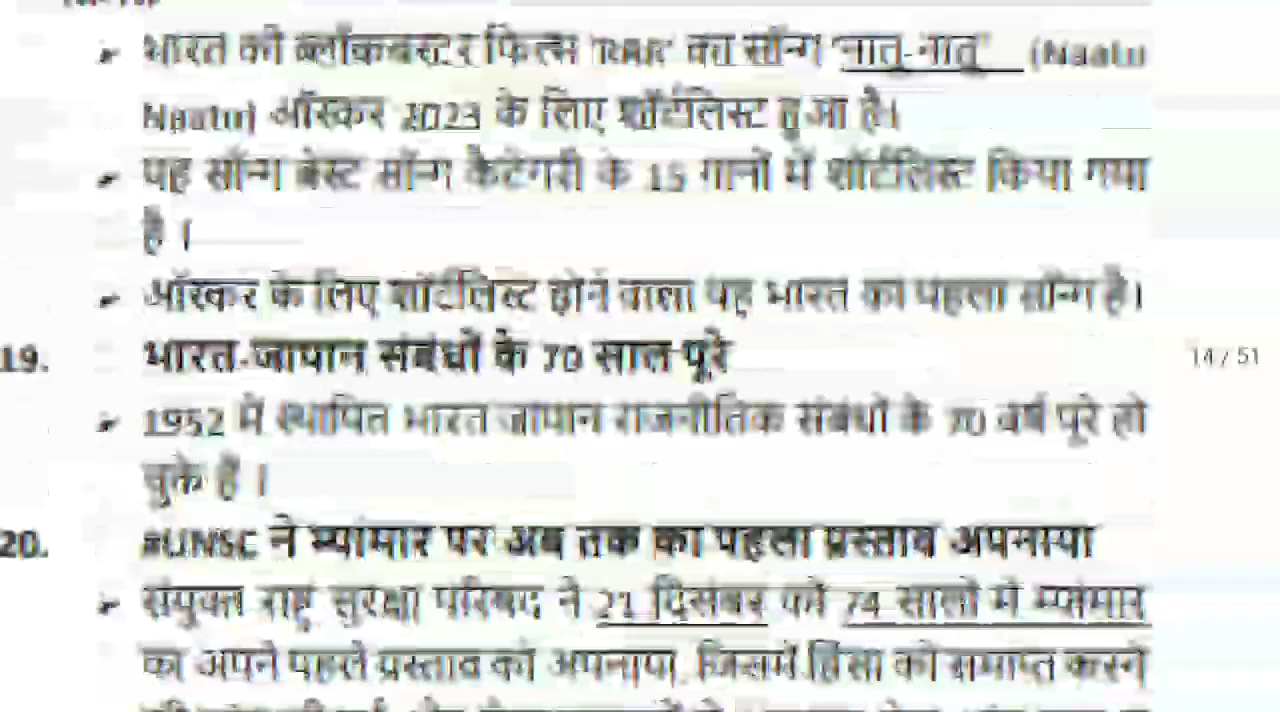 ➢ भारत की ब्लॉकबस्टर फिल्म 'RRR' का सॉन्ग 'नातू-नातू' (Naatu
Naatu) ऑस्कर 2023 के लिए शॉर्टलिस्ट हुआ है।
➢ यह सॉन्ग बेस्ट सॉन्ग कैटेगरी के 15 गानों में शॉर्टलिस्ट किया गया
है ।
➢ ऑस्कर के लिए शॉर्टलिस्ट होने वाला यह भारत का पहला सॉन्ग है।
19. भारत-जापान संबंधों के 70 साल पूरे
14 / 51
➢ 1952 में स्थापित भारत जापान राजनीतिक संबंधों के 70 वर्ष पूरे हो
चुके हैं ।
20. #UNSC ने म्यांमार पर अब तक का पहला प्रस्ताव अपनाया
➢ संयुक्त राष्ट्र सुरक्षा परिषद ने 21 दिसंबर को 74 सालों में म्यांमार
का अपने पहले प्रस्ताव को अपनाया, जिसमें हिंसा को समाप्त करने